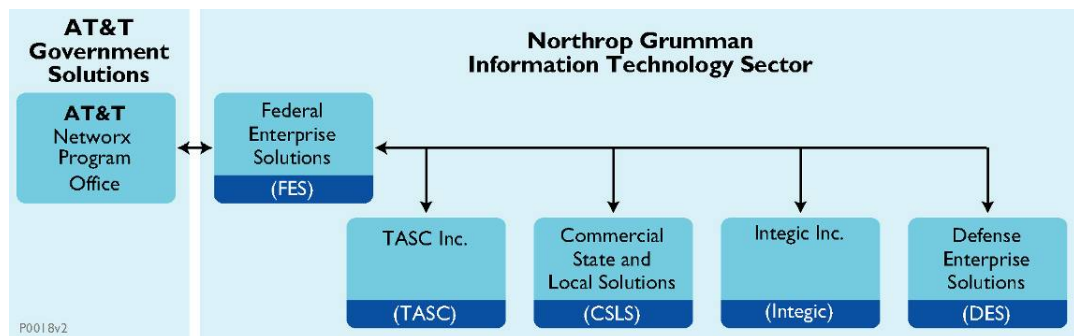 AT&T
Government
Solutions
Northrop Grumman
Information Technology Sector
AT&T
Networx
Program
Office
Federal
Enterprise
Solutions
(FES)
TASC Inc.
(TASC)
Commercial
State and
Local Solutions
(CSLS)
Integic Inc.
(Integic)
Defense
Enterprise
Solutions
(DES)
P0018v2